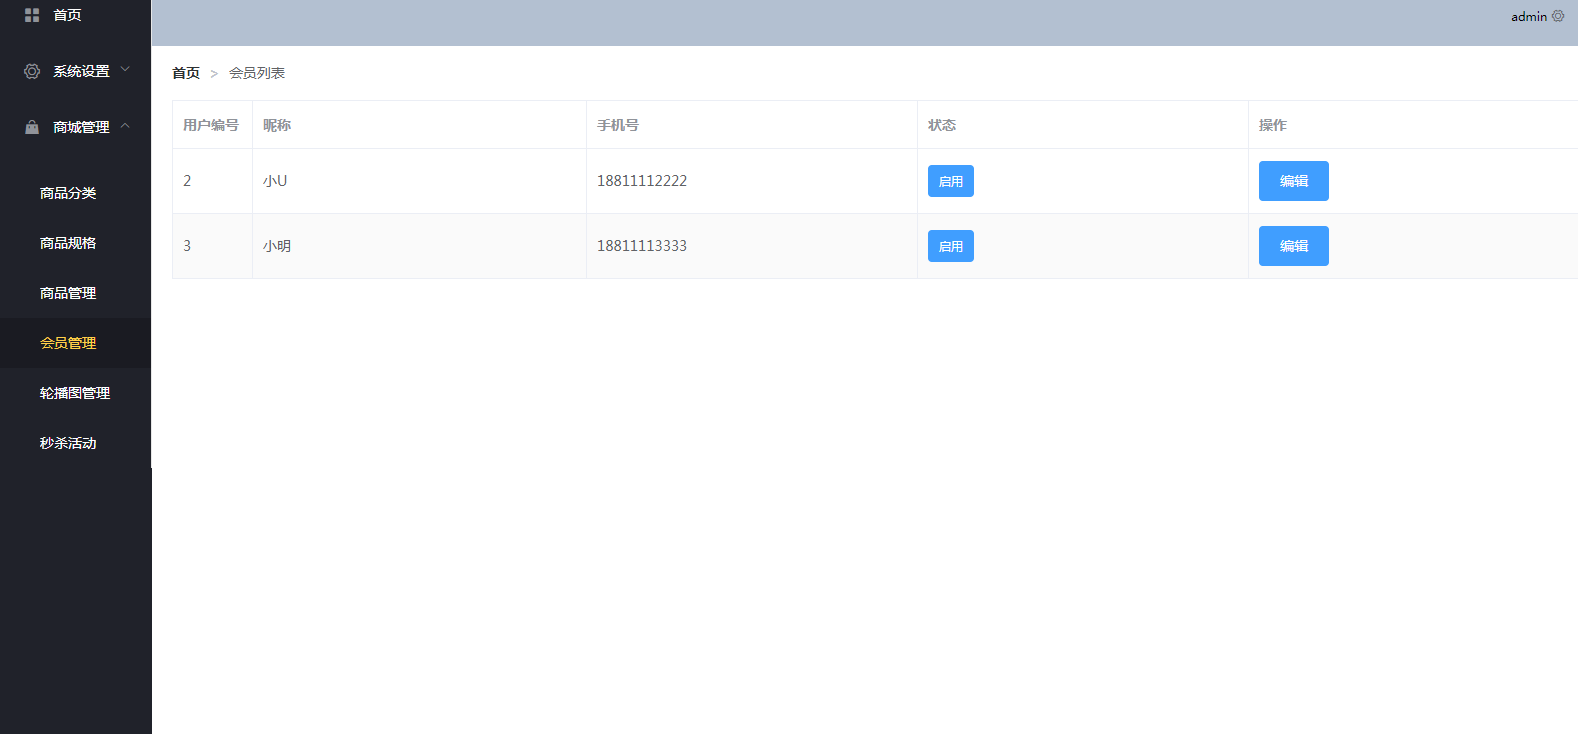 首页
系统设置
商城管理
商品分类
商品规格
商品管理
会员管理
轮播图管理
秒杀活动
admin
首页 > 会员列表
用户编号 昵称 手机号 状态 操作
2 小U 18811112222 启用 编辑
3 小明 18811113333 启用 编辑